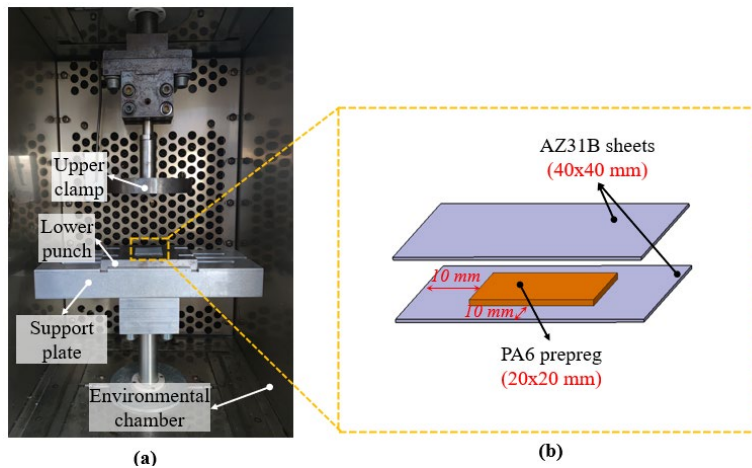 Upper
clamp
Lower
punch
Support
plate
Environmental
chamber
(a)
AZ31B sheets
(40x40 mm)
10 mm
10 mm
PA6 prepreg
(20x20 mm)
(b)